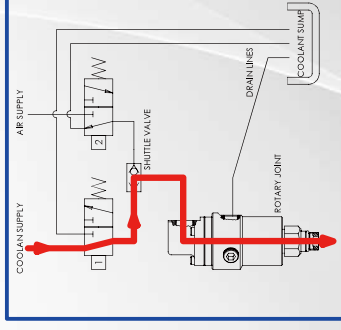 AIR SUPPLY
COOLAN SUPPLY
2
1
SHUTTLE VALVE
DRAIN LINES
COOLANT SUMP
ROTARY JOINT